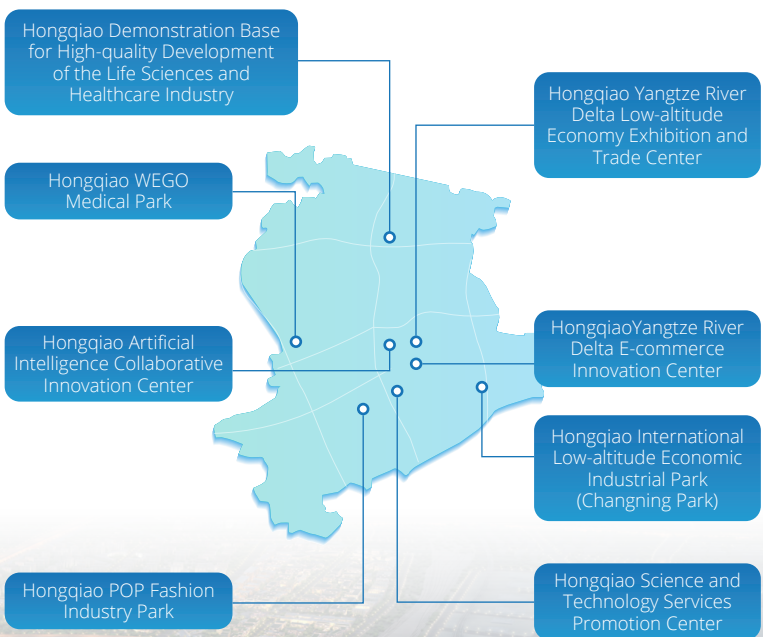 Hongqiao Demonstration Base
for High-quality Development
of the Life Sciences and
Healthcare Industry
Hongqiao Yangtze River
Delta Low-altitude
Economy Exhibition and
Trade Center
Hongqiao WEGO
Medical Park
Hongqiao Artificial
Intelligence Collaborative
Innovation Center
HongqiaoYangtze River
Delta E-commerce
Innovation Center
Hongqiao International
Low-altitude Economic
Industrial Park
(Changning Park)
Hongqiao POP Fashion
Industry Park
Hongqiao Science and
Technology Services
Promotion Center